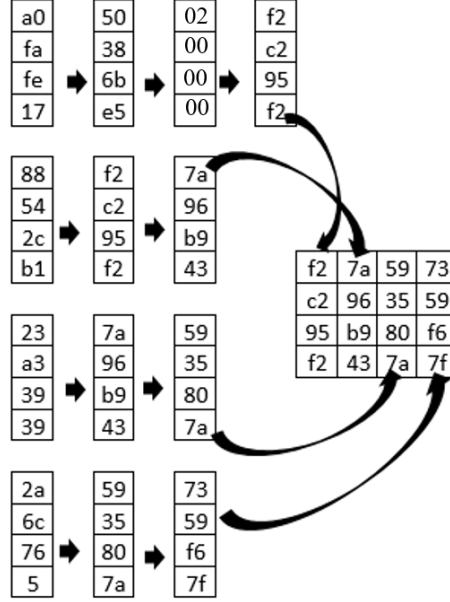 a0 50 02 f2
fa 38 00 c2
fe 6b 00 95
17 e5 00 f2
88 f2 7a
54 c2 96
2c 95 b9
b1 f2 43
f2 7a 59 73
c2 96 35 59
95 b9 80 f6
f2 43 7a 7f
23 7a 59
a3 96 35
39 b9 80
39 43 7a
2a 59 73
6c 35 59
76 80 f6
5 7a 7f